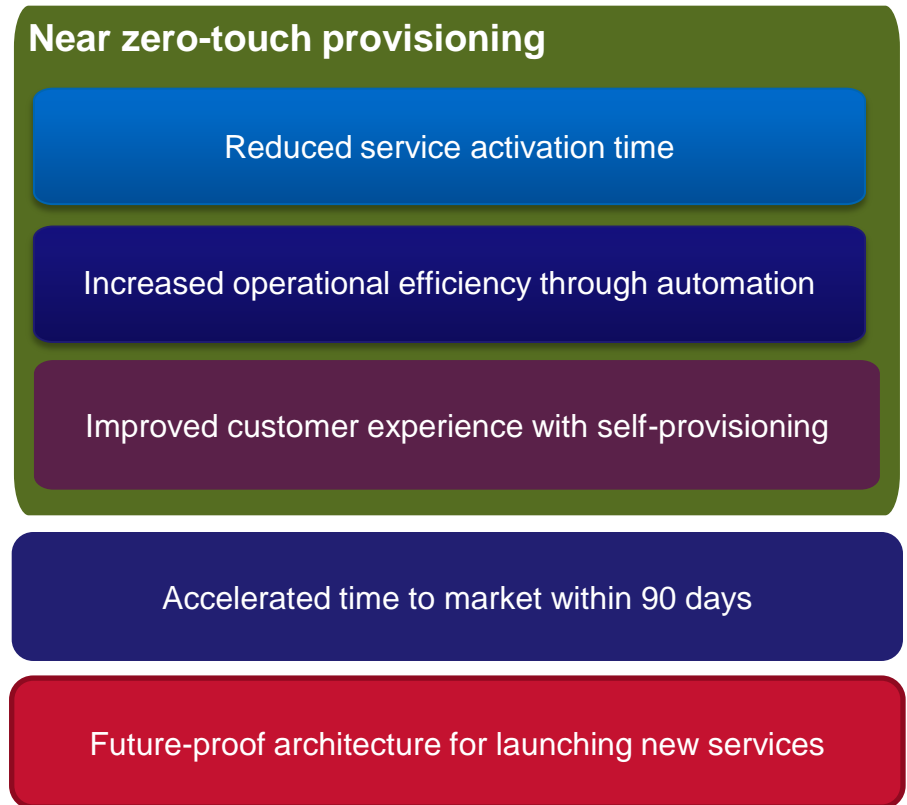 Near zero-touch provisioning
Reduced service activation time
Increased operational efficiency through automation
Improved customer experience with self-provisioning
Accelerated time to market within 90 days
Future-proof architecture for launching new services